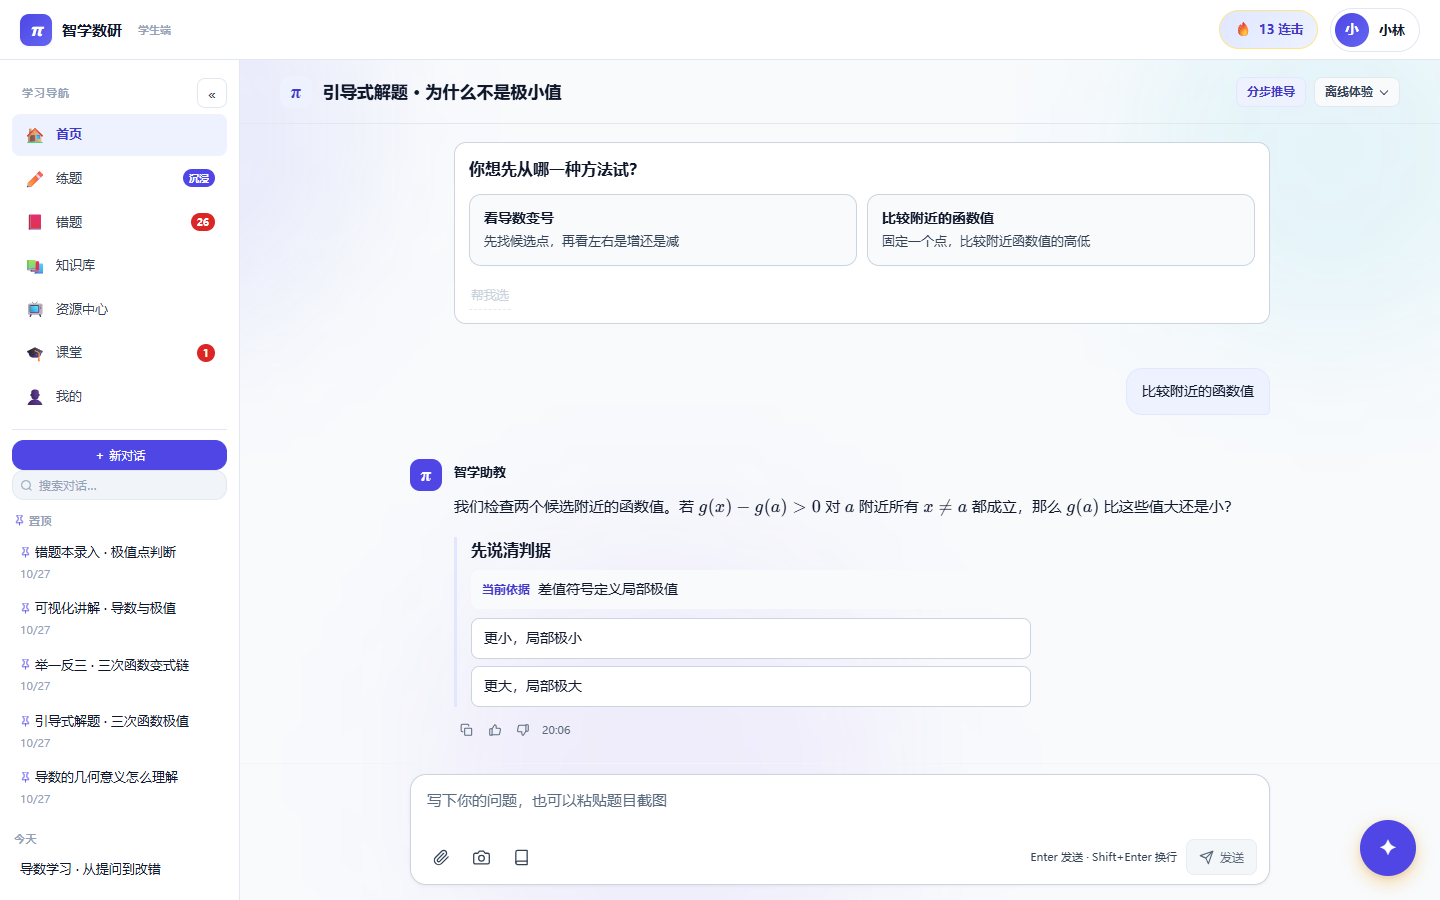 π 智学数研 学生端
13 连击
小 小林
学习导航
«
首页
练题 沉浸
错题 26
知识库
资源中心
课堂 1
我的
+ 新对话
搜索对话...
置顶
错题本录入 · 极值点判断
10/27
可视化讲解 · 导数与极值
10/27
举一反三 · 三次函数变式链
10/27
引导式解题 · 三次函数极值
10/27
导数的几何意义怎么理解
10/27
今天
导数学习 · 从提问到改错
π 引导式解题 • 为什么不是极小值
分步推导 离线体验
你想先从哪一种方法试？
看导数变号
先找候选点，再看左右是增还是减
比较附近的函数值
固定一个点，比较附近函数值的高低
帮我选
比较附近的函数值
π 智学助教
我们检查两个候选附近的函数值。若 g(x) − g(a) > 0 对 a 附近所有 x ≠ a 都成立，那么 g(a) 比这些值大还是小？
先说清判据
当前依据 差值符号定义局部极值
更小，局部极小
更大，局部极大
20:06
写下你的问题，也可以粘贴题目截图
Enter 发送 · Shift+Enter 换行 发送